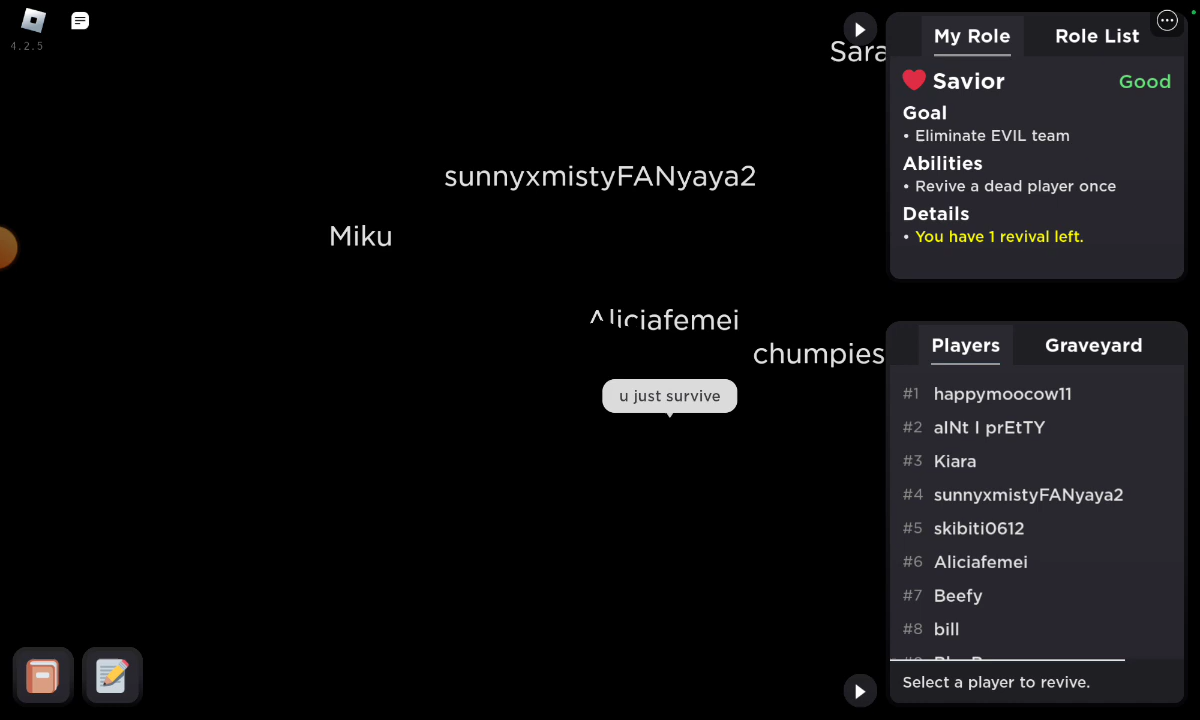 4.2.5
Sara
sunnyxmistyFANyaya2
Miku
Aliciafemei
chumpies
u just survive
My Role
Role List
Savior
Good
Goal
• Eliminate EVIL team
Abilities
• Revive a dead player once
Details
• You have 1 revival left.
Players
Graveyard
#1 happymoocow11
#2 aINt I prEtTY
#3 Kiara
#4 sunnyxmistyFANyaya2
#5 skibiti0612
#6 Aliciafemei
#7 Beefy
#8 bill
Select a player to revive.